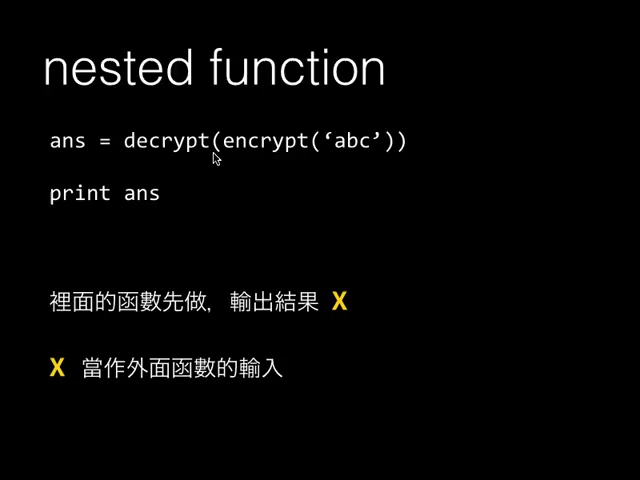 nested function
ans = decrypt(encrypt(‘abc’))
print ans
裡面的函數先做，輸出結果 X
X 當作外面函數的輸入